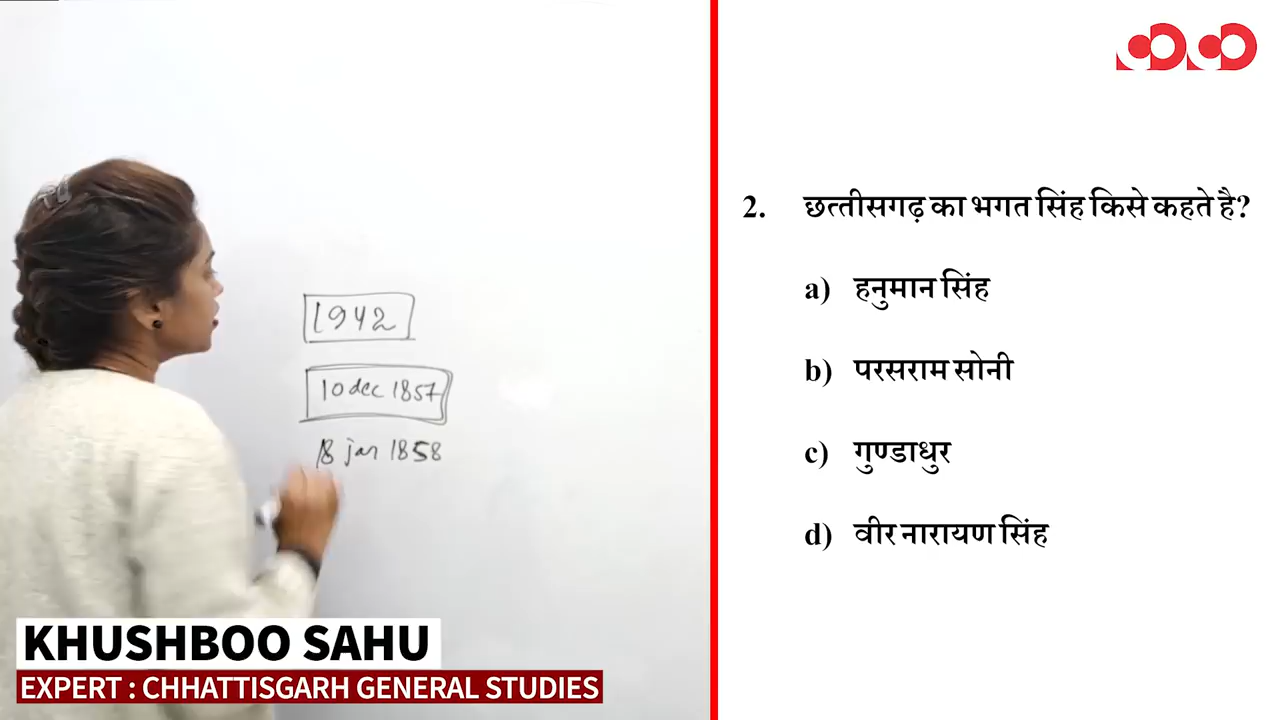 1942
10 dec 1857
18 jan 1858
KHUSHBOO SAHU
EXPERT : CHHATTISGARH GENERAL STUDIES
2. छत्तीसगढ़ का भगत सिंह किसे कहते है?
a) हनुमान सिंह
b) परसराम सोनी
c) गुण्डाधुर
d) वीर नारायण सिंह